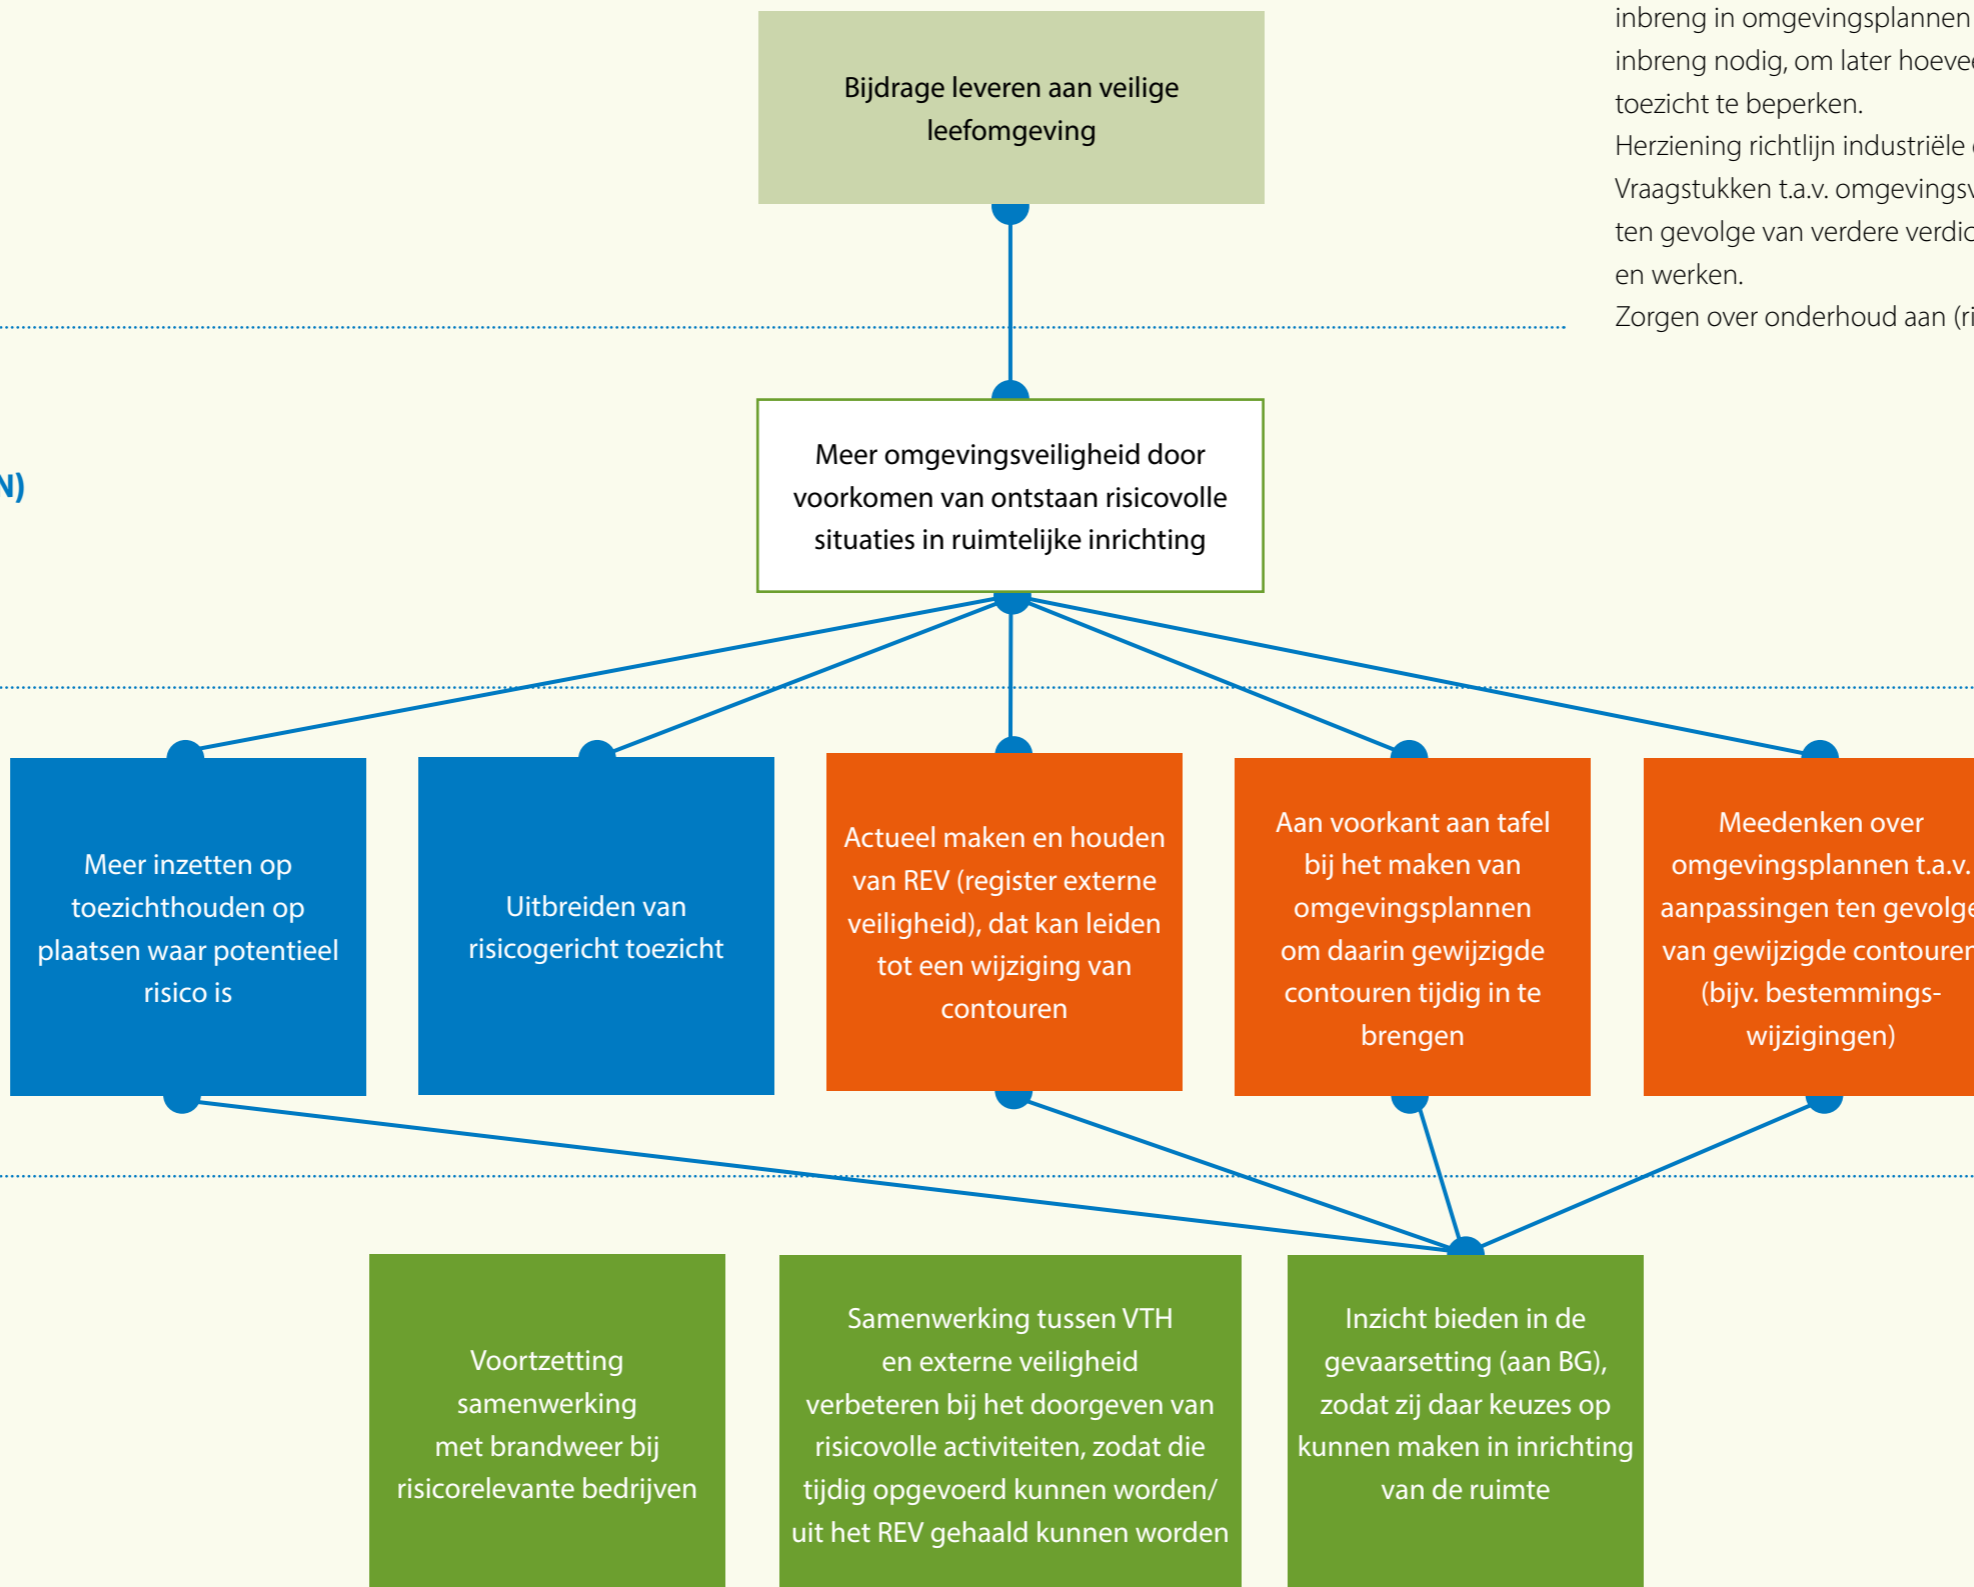 Bijdrage leveren aan veilige
leefomgeving
inbreng in omgevingsplannen
inbreng nodig, om later
toezicht te beperken.
Herziening richtlijn industriële
Vraagstukken t.a.v.
ten gevolge van verdere
en werken.
Zorgen over onderhoud aan
N)
Meer omgevingsveiligheid door
voorkomen van ontstaan risicovolle
situaties in ruimtelijke inrichting
Meer inzetten op
toezichthouden op
plaatsen waar potentieel
risico is
Uitbreiden van
risicogericht toezicht
Actueel maken en houden
van REV (register externe
veiligheid), dat kan leiden
tot een wijziging van
contouren
Aan voorkant aan tafel
bij het maken van
omgevingsplannen
om daarin gewijzigde
contouren tijdig in te
brengen
Meedenken over
omgevingsplannen t.a.v.
aanpassingen ten gevolge
van gewijzigde contouren
(bijv. bestemmings-
wijzigingen)
Voortzetting
samenwerking
met brandweer bij
risicorelevante bedrijven
Samenwerking tussen VTH
en externe veiligheid
verbeteren bij het doorgeven van
risicovolle activiteiten, zodat die
tijdig opgevoerd kunnen worden/
uit het REV gehaald kunnen worden
Inzicht bieden in de
gevaarsetting (aan BG),
zodat zij daar keuzes op
kunnen maken in inrichting
van de ruimte